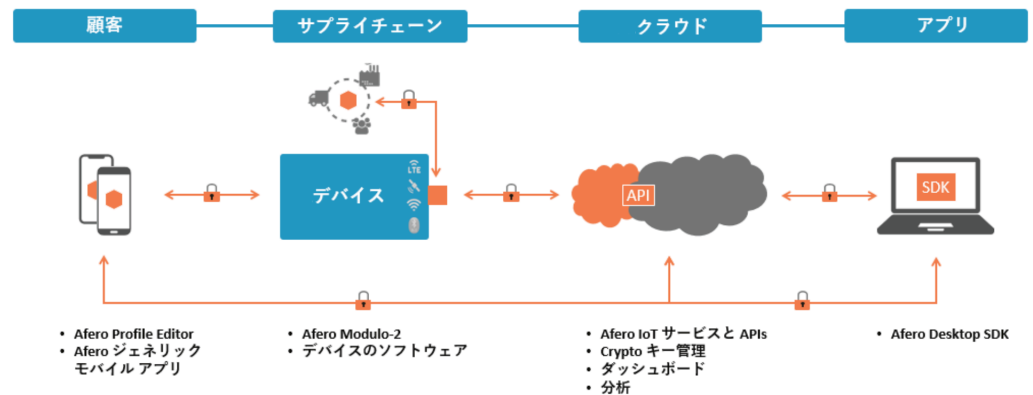 顧客
サプライチェーン
クラウド
アプリ
LTE
デバイス
API
SDK
• Afero Profile Editor
• Afero ジェネリック
モバイル アプリ
• Afero Modulo-2
• デバイスのソフトウェア
• Afero IoT サービスと APIs
• Crypto キー管理
• ダッシュボード
• 分析
• Afero Desktop SDK